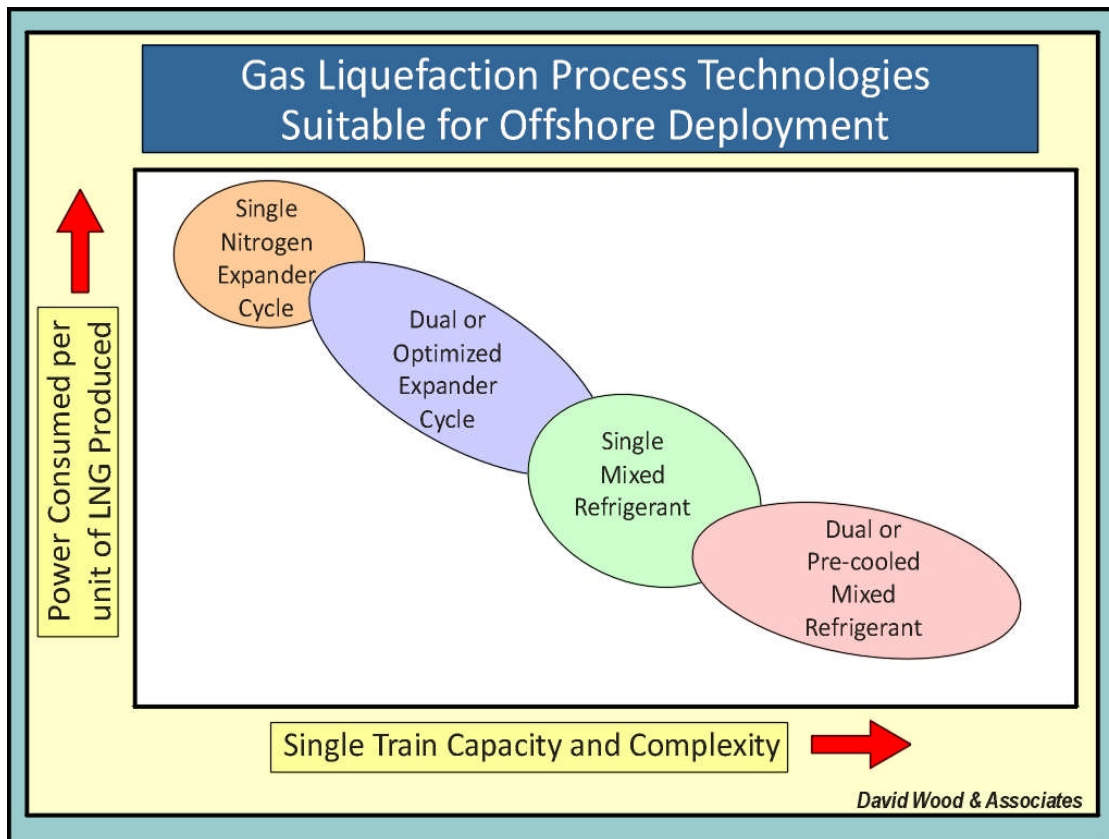 Gas Liquefaction Process Technologies
Suitable for Offshore Deployment
Single
Nitrogen
Expander
Cycle
Dual or
Optimized
Expander
Cycle
Single
Mixed
Refrigerant
Dual or
Pre-cooled
Mixed
Refrigerant
Power Consumed per
unit of LNG Produced
Single Train Capacity and Complexity
David Wood & Associates